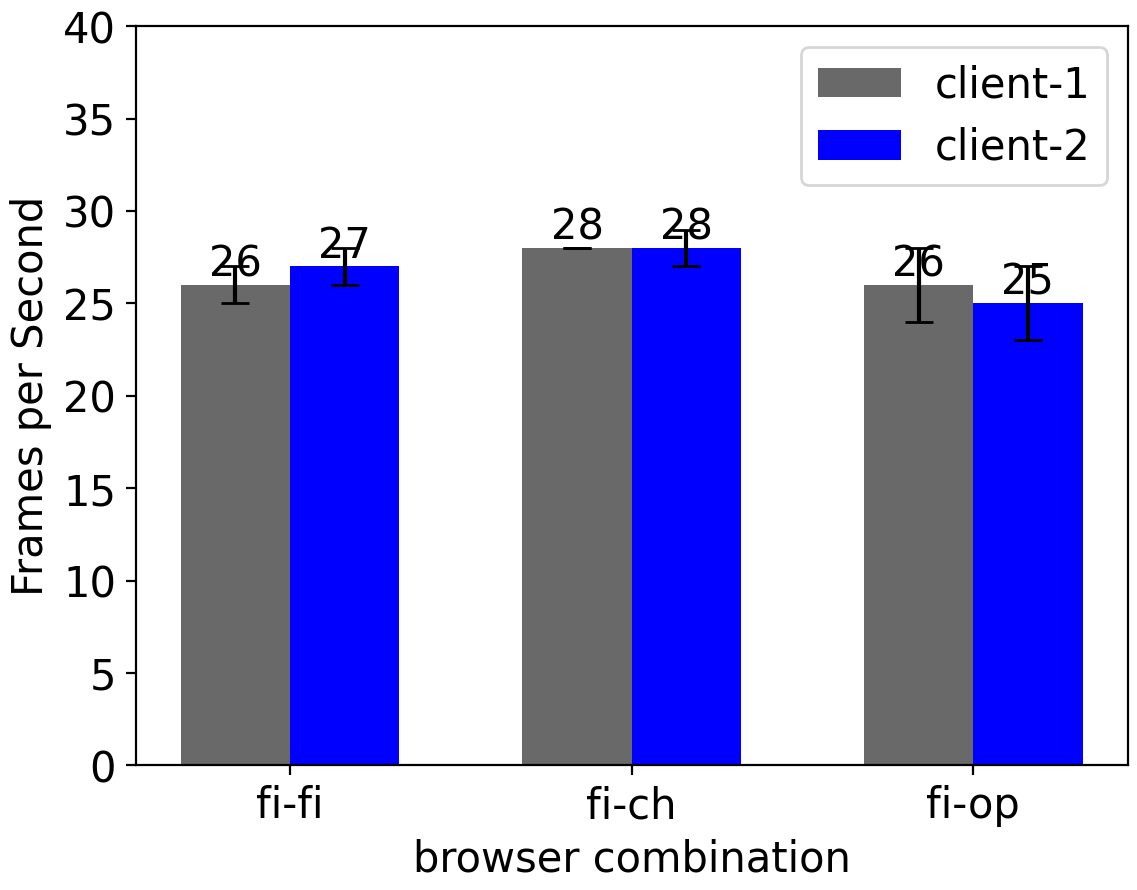 40
35
30
25
20
15
10
5
0
Frames per Second
client-1
client-2
26
27
28
28
26
25
fi-fi
fi-ch
fi-op
browser combination